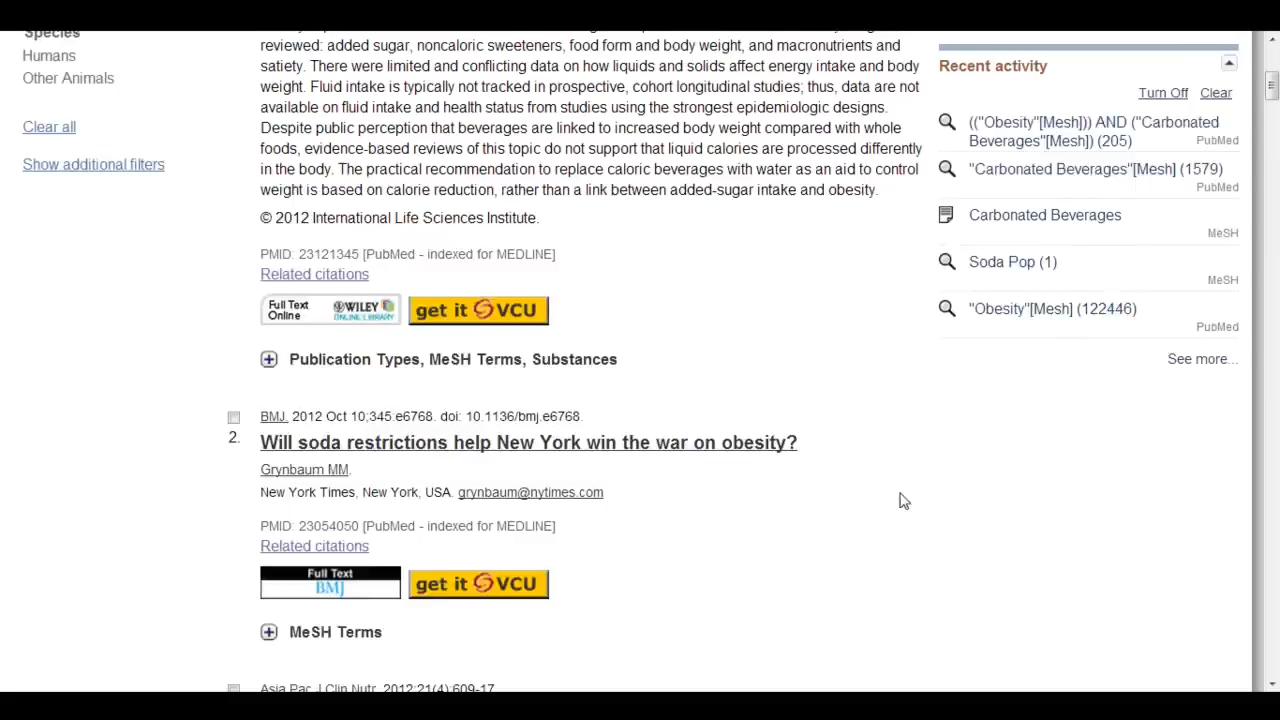 Species
Humans
Other Animals
Clear all
Show additional filters
reviewed: added sugar, noncaloric sweeteners, food form and body weight, and macronutrients and
satiety. There were limited and conflicting data on how liquids and solids affect energy intake and body
weight. Fluid intake is typically not tracked in prospective, cohort longitudinal studies; thus, data are not
available on fluid intake and health status from studies using the strongest epidemiologic designs.
Despite public perception that beverages are linked to increased body weight compared with whole
foods, evidence-based reviews of this topic do not support that liquid calories are processed differently
in the body. The practical recommendation to replace caloric beverages with water as an aid to control
weight is based on calorie reduction, rather than a link between added-sugar intake and obesity.
© 2012 International Life Sciences Institute.
PMID: 23121345 [PubMed - indexed for MEDLINE]
Related citations
Full Text
Online
WILEY
ONLINE LIBRARY
get it VCU
Publication Types, MeSH Terms, Substances
BMJ. 2012 Oct 10;345:e6768. doi: 10.1136/bmj.e6768.
2. Will soda restrictions help New York win the war on obesity?
Grynbaum MM.
New York Times, New York, USA. grynbaum@nytimes.com
PMID: 23054050 [PubMed - indexed for MEDLINE]
Related citations
Full Text
BMJ
get it VCU
MeSH Terms
Asia Pac J Clin Nutr. 2012;21(4):609-17.
Recent activity
Turn Off Clear
(("Obesity"[Mesh])) AND ("Carbonated
Beverages"[Mesh]) (205)
PubMed
"Carbonated Beverages"[Mesh] (1579)
PubMed
Carbonated Beverages
MeSH
Soda Pop (1)
MeSH
"Obesity"[Mesh] (122446)
PubMed
See more...